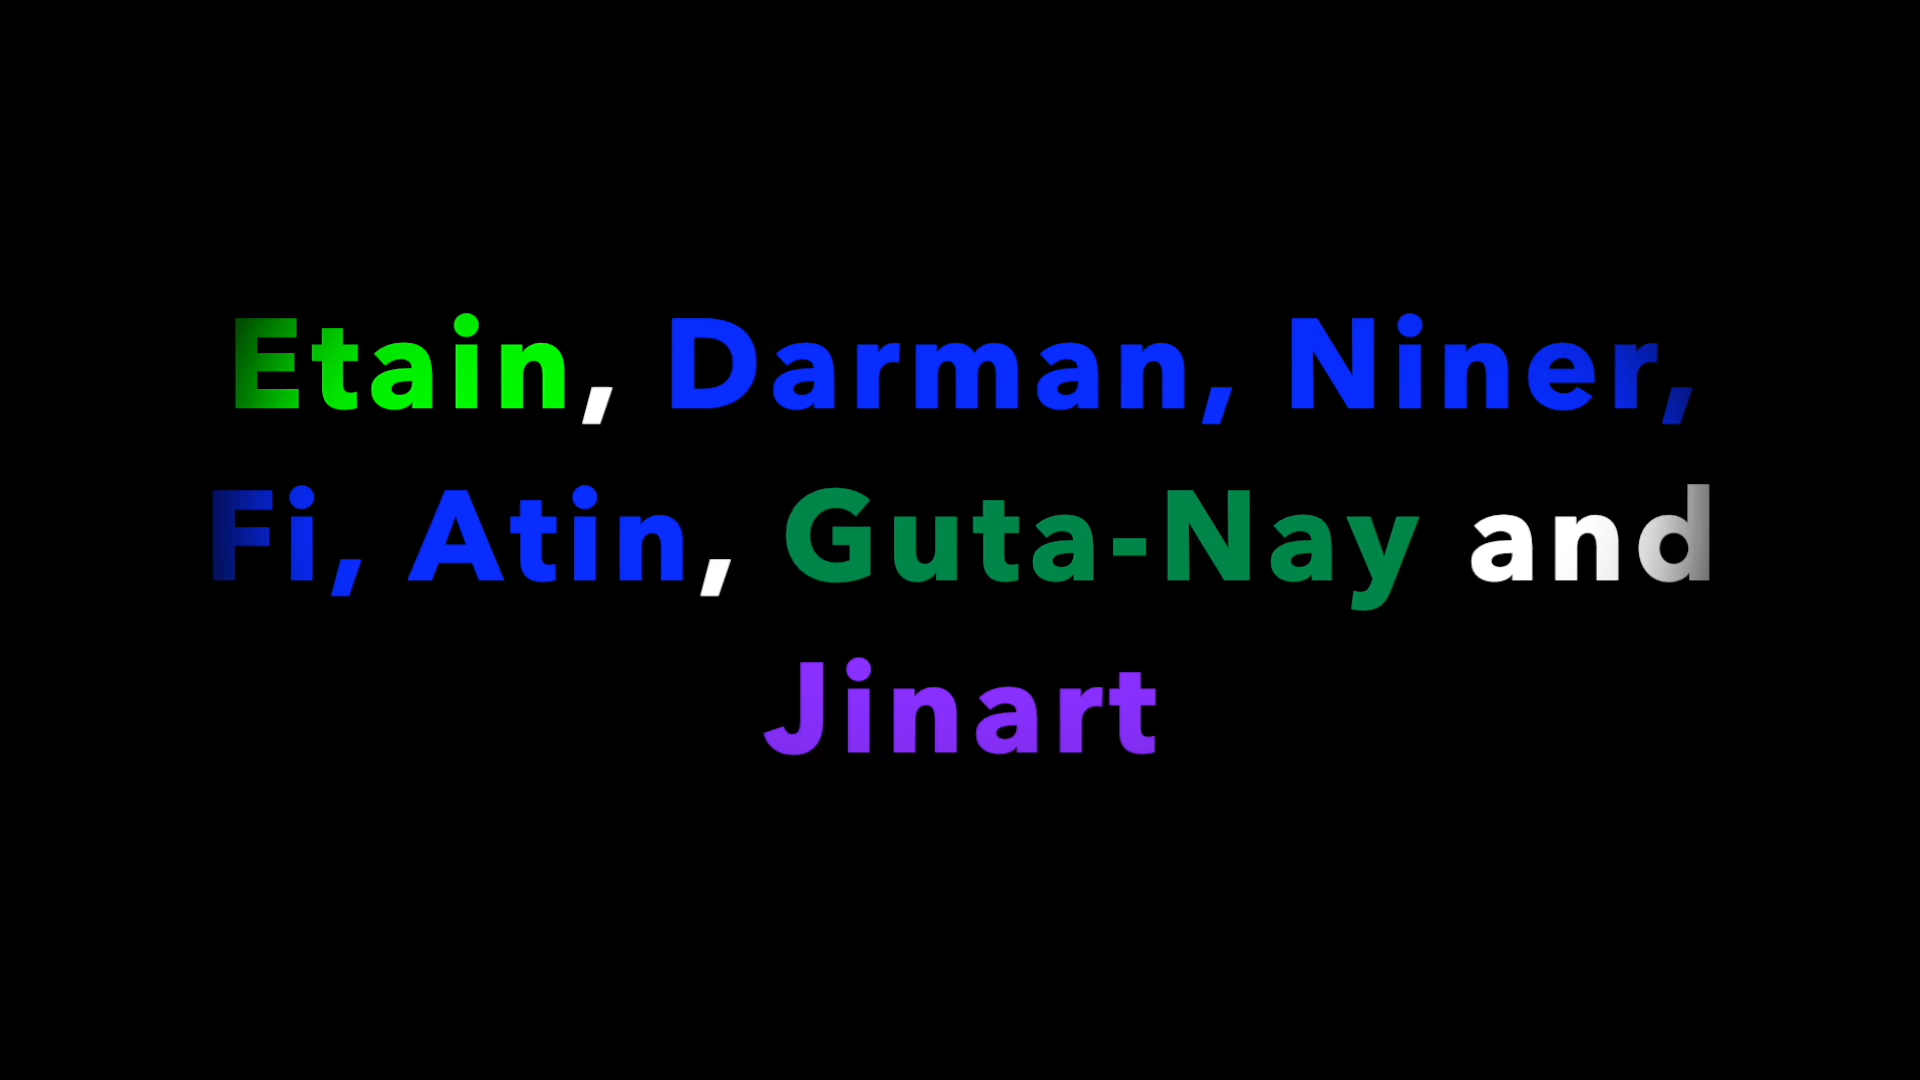 Etain, Darman, Niner,
Fi, Atin, Guta-Nay and
Jinart